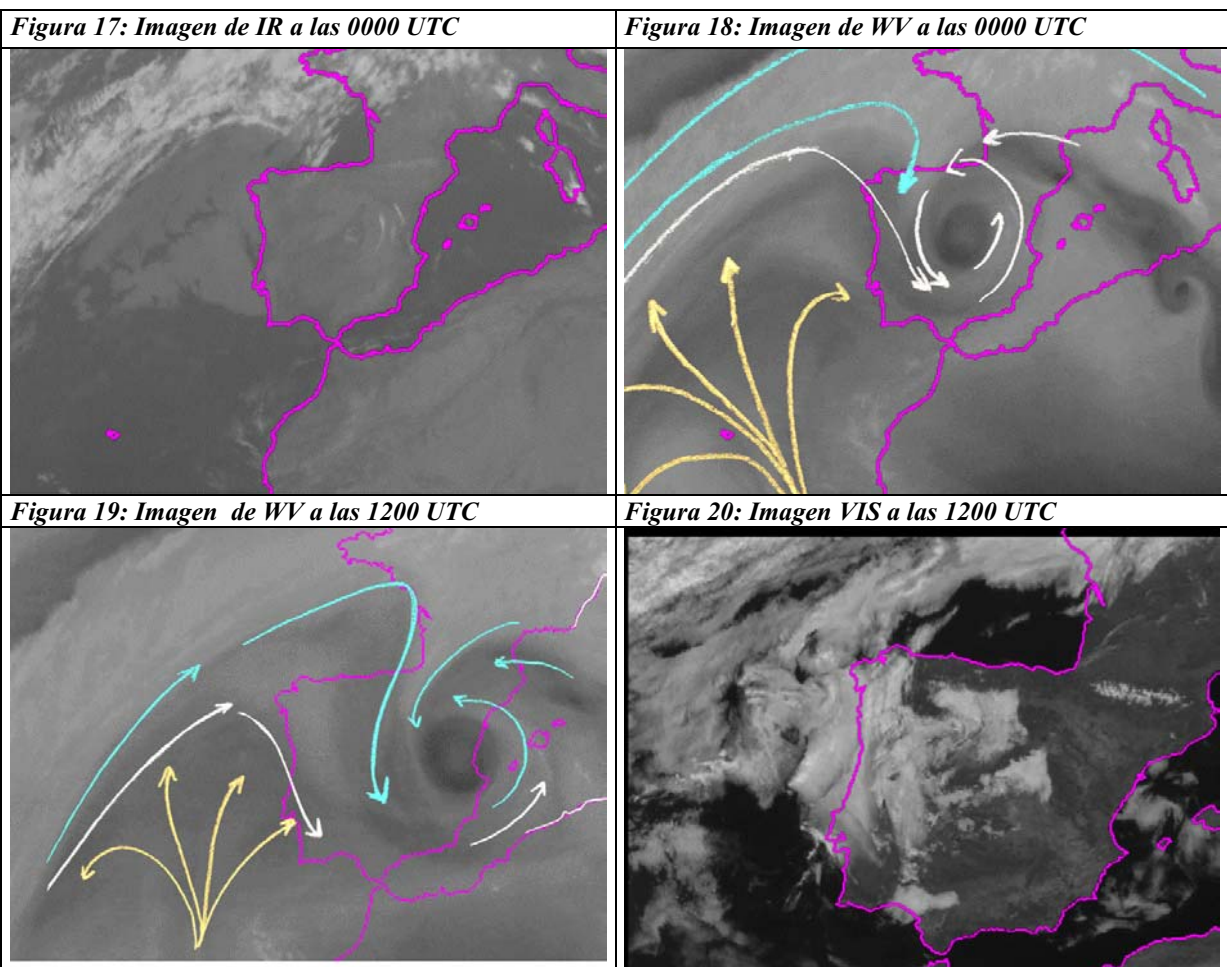 Figura 17: Imagen de IR a las 0000 UTC
Figura 18: Imagen de WV a las 0000 UTC
Figura 19: Imagen de WV a las 1200 UTC
Figura 20: Imagen VIS a las 1200 UTC